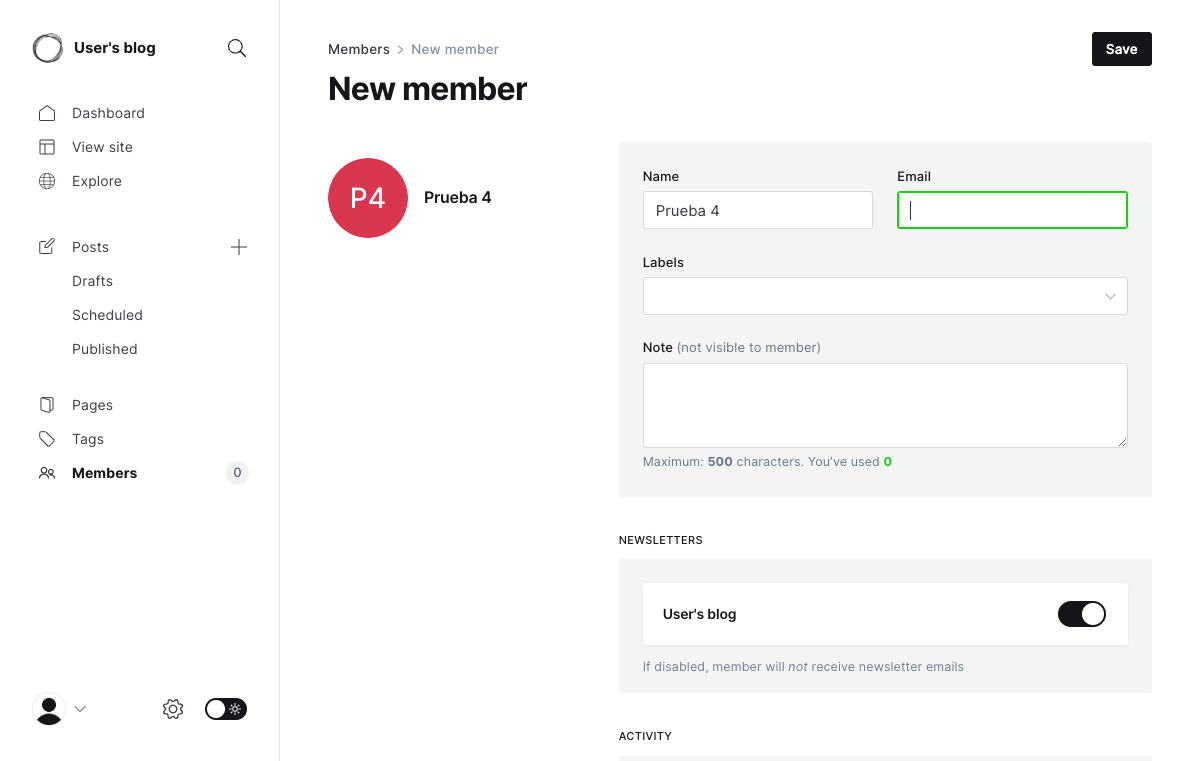 User's blog
Dashboard
View site
Explore
Posts
Drafts
Scheduled
Published
Pages
Tags
Members
0
Members > New member
Save
New member
P4
Prueba 4
Name
Email
Prueba 4
Labels
Note (not visible to member)
Maximum: 500 characters. You’ve used 0
NEWSLETTERS
User's blog
If disabled, member will not receive newsletter emails
ACTIVITY